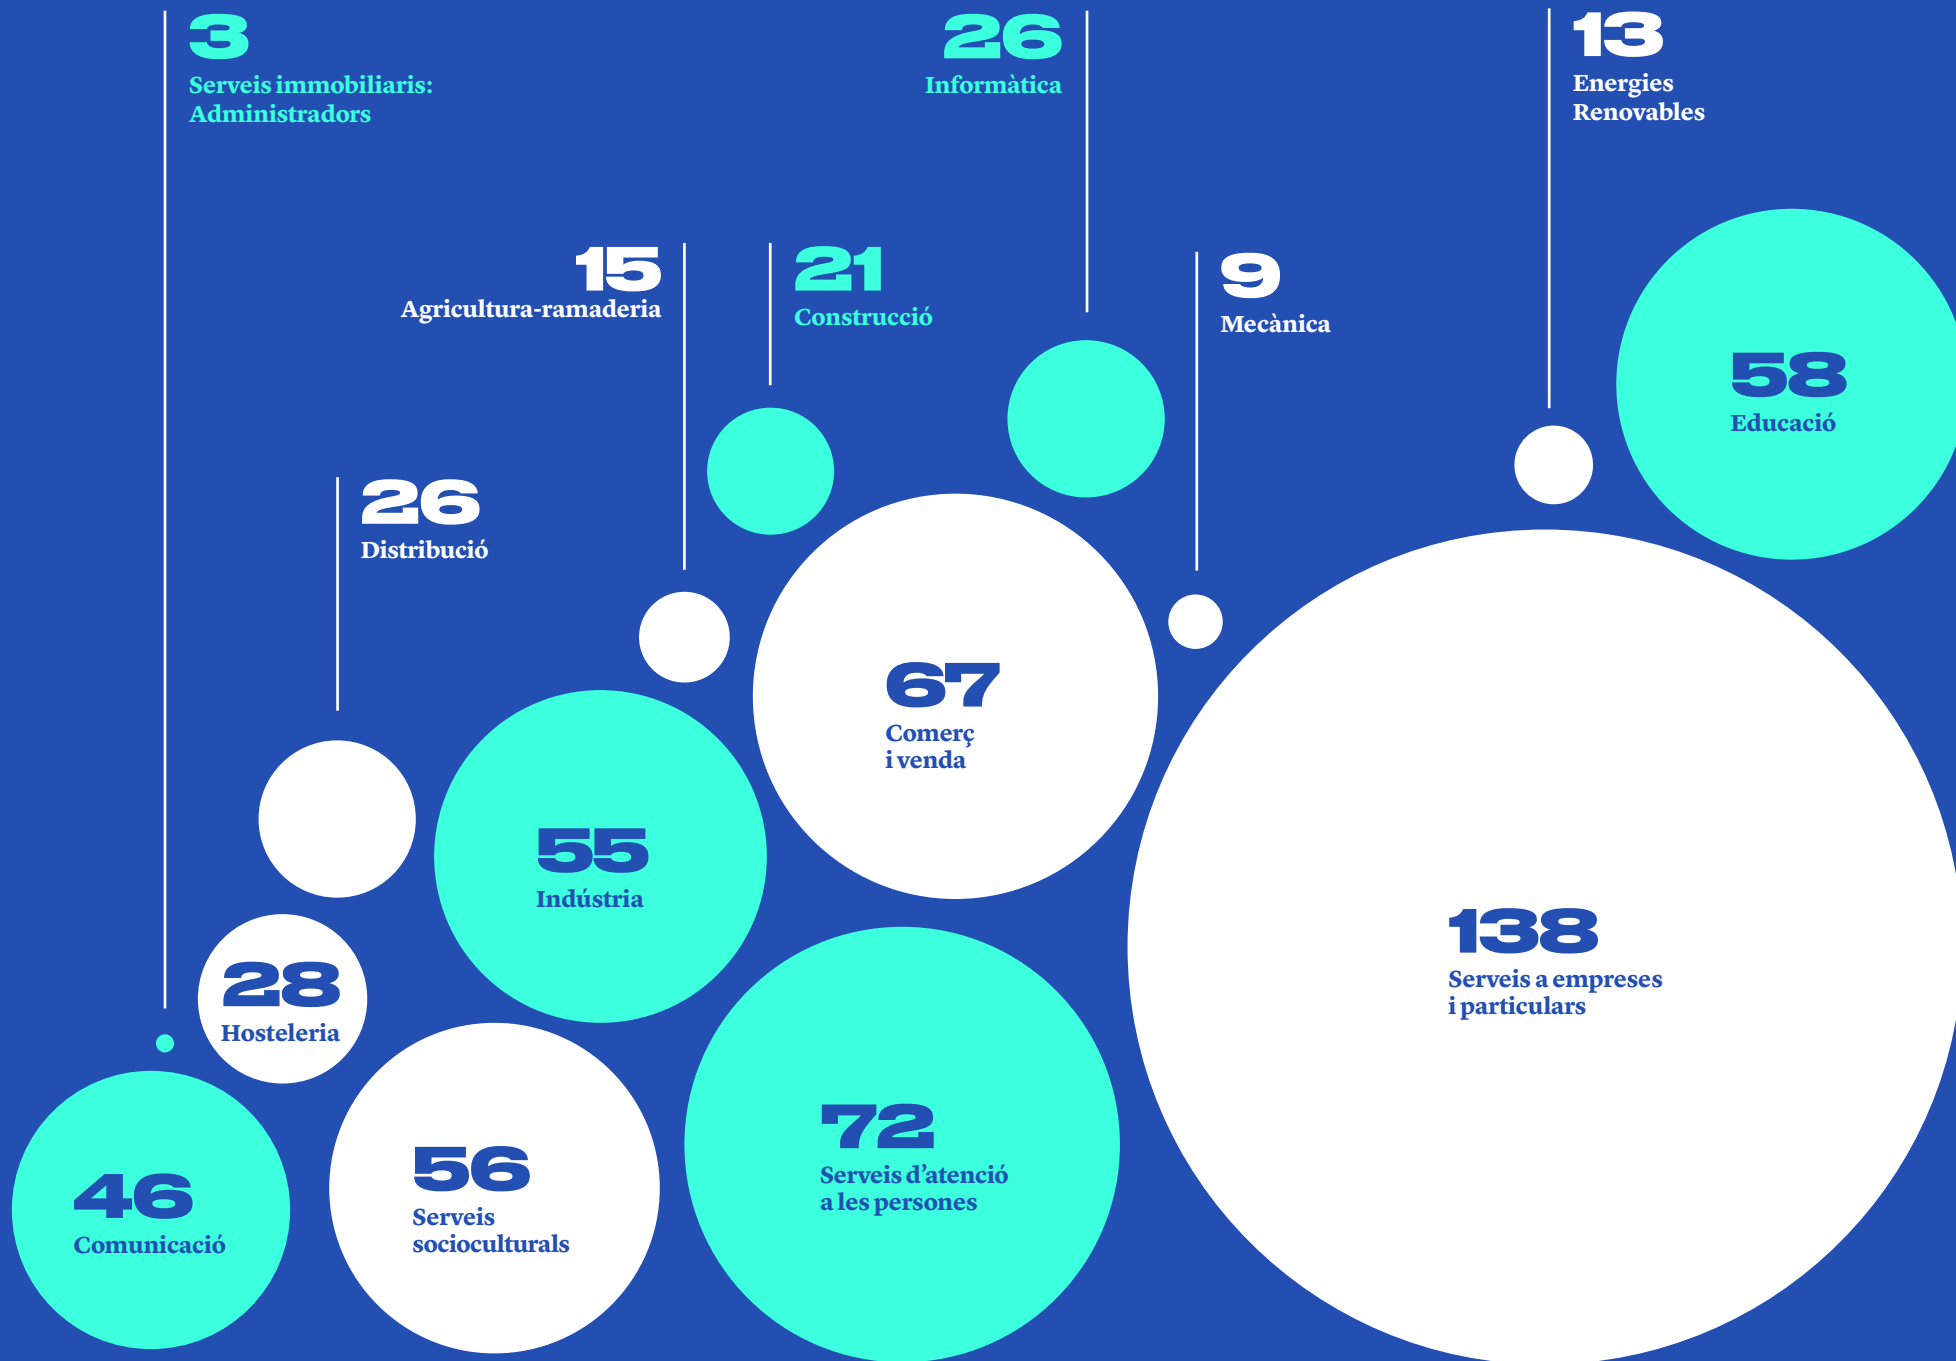 3
Serveis immobiliaris:
Administradors
26
Informàtica
13
Energies
Renovables
15
Agricultura-ramaderia
21
Construcció
9
Mecànica
58
Educació
26
Distribució
67
Comerç
i venda
55
Indústria
138
Serveis a empreses
i particulars
28
Hosteleria
72
Serveis d’atenció
a les persones
56
Serveis
socioculturals
46
Comunicació